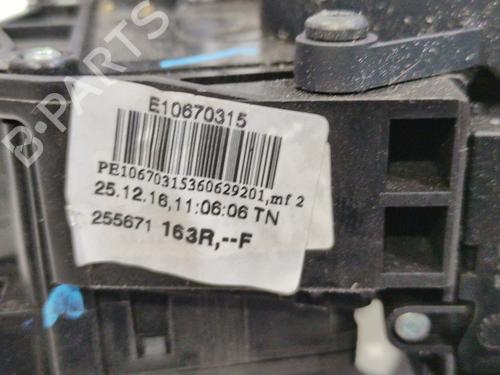 B-PARTS
E10670315
PE10670315360629201,mf 2
25.12.16,11:06:06 TN
255671 163R,--F